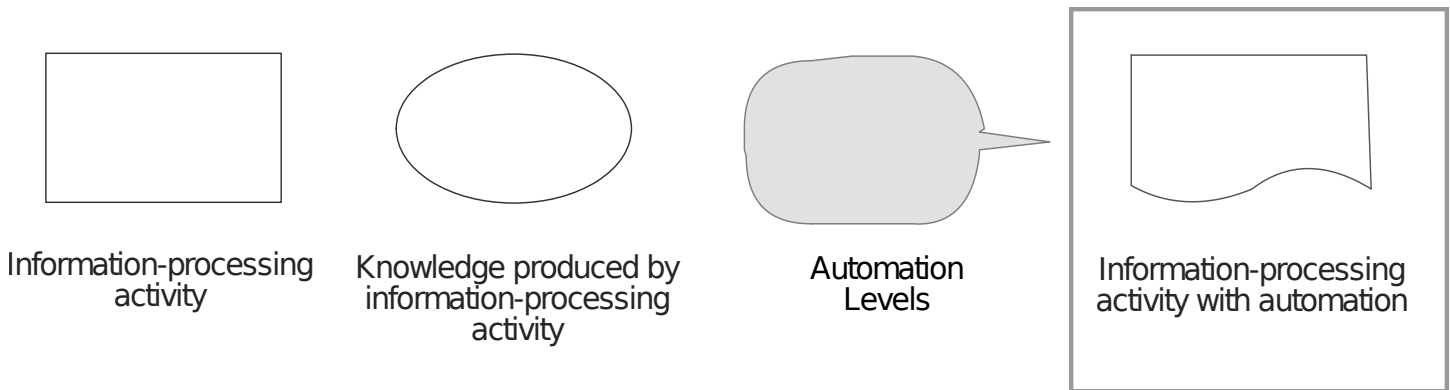 Information-processing
activity
Knowledge produced by
information-processing
activity
Automation
Levels
Information-processing
activity with automation